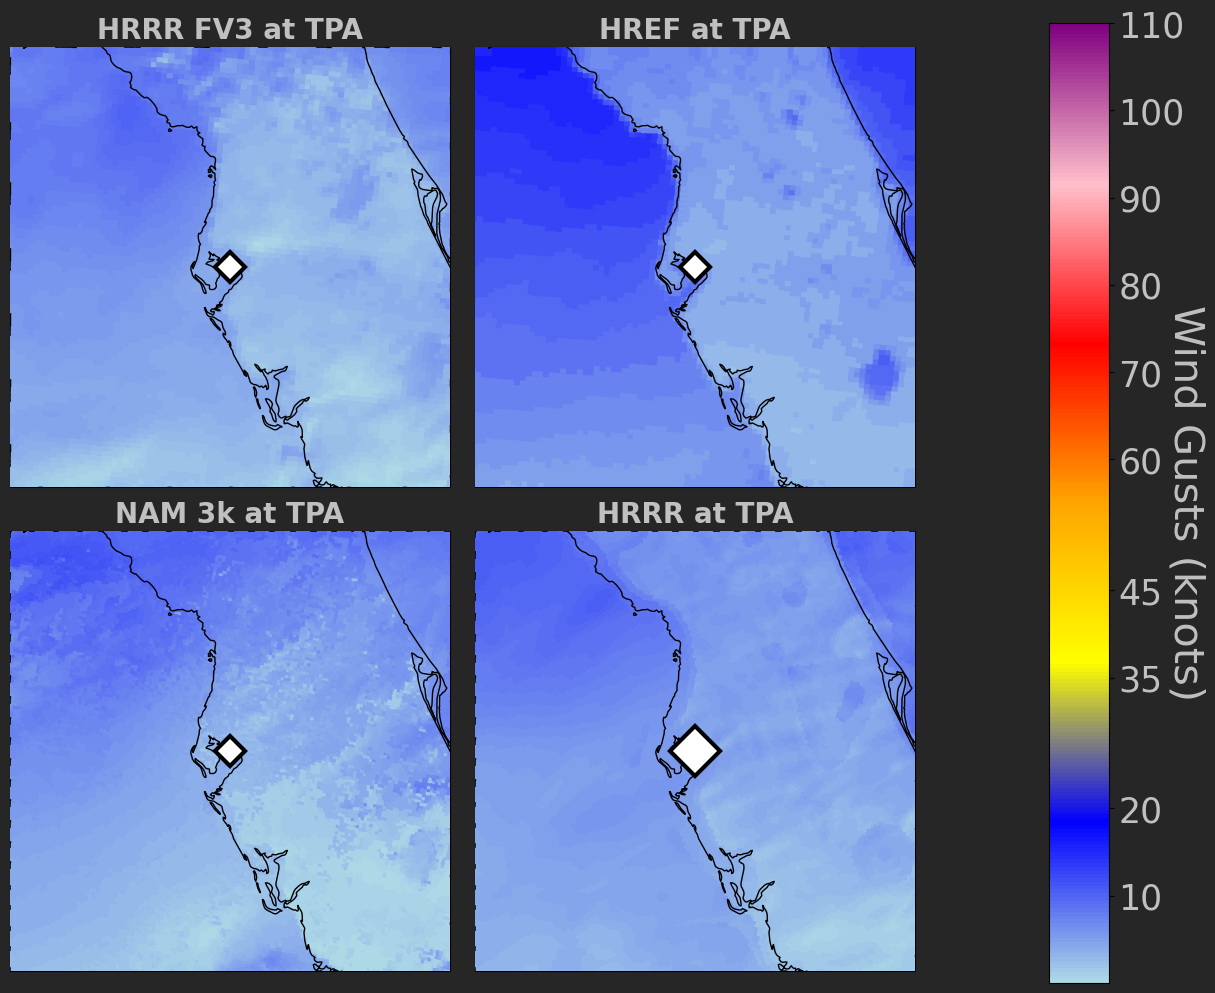 HRRR FV3 at TPA
HREF at TPA
NAM 3k at TPA
HRRR at TPA
110
100
90
80
70
60
45
35
20
10
Wind Gusts (knots)